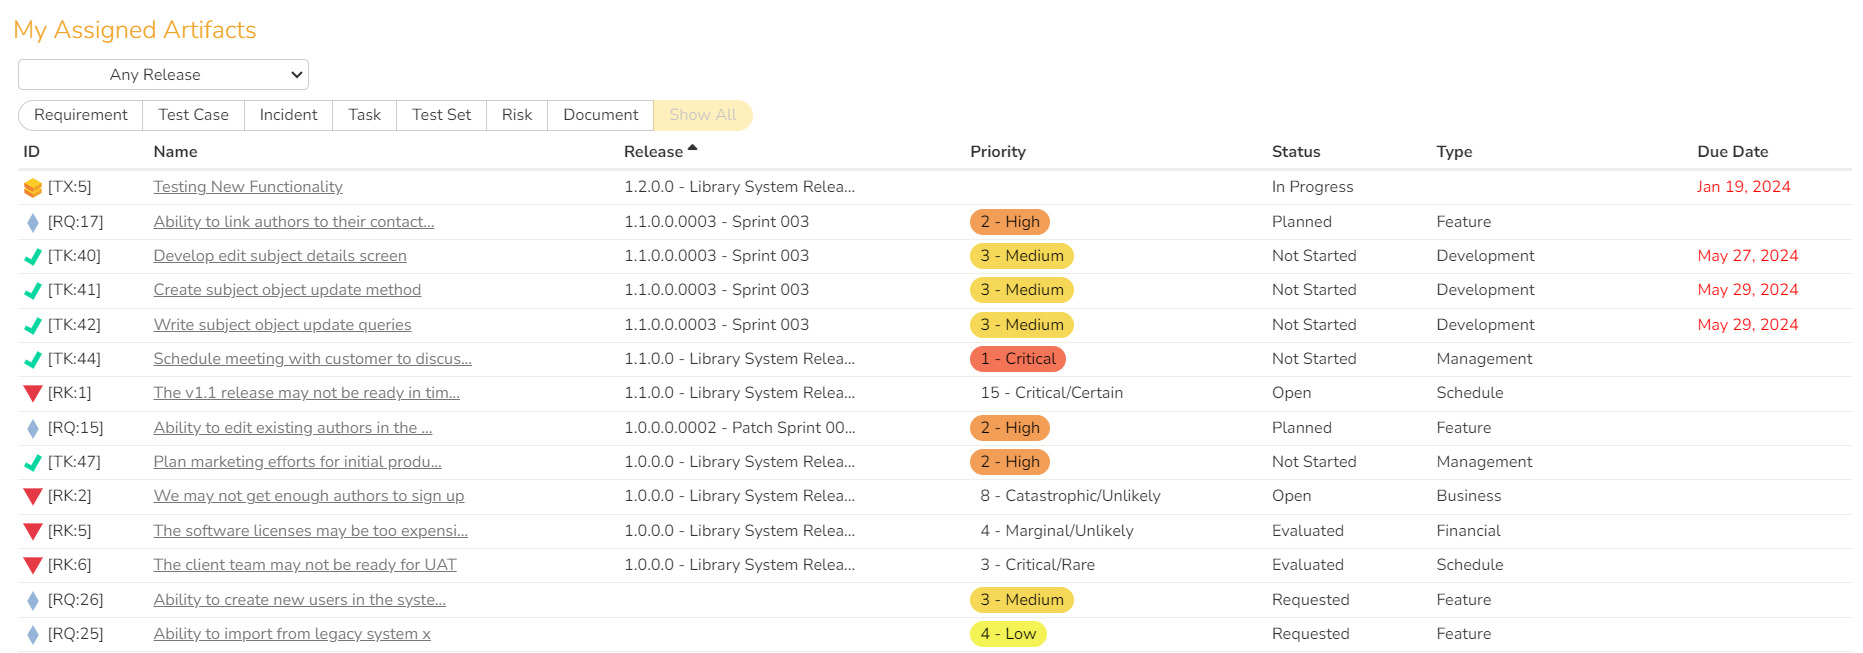 My Assigned Artifacts
Any Release
Requirement Test Case Incident Task Test Set Risk Document Show All
ID Name Release Priority Status Type Due Date
[TX:5] Testing New Functionality 1.2.0.0 - Library System Relea... In Progress Jan 19, 2024
[RQ:17] Ability to link authors to their contact... 1.1.0.0.0003 - Sprint 003 2 - High Planned Feature
[TK:40] Develop edit subject details screen 1.1.0.0.0003 - Sprint 003 3 - Medium Not Started Development May 27, 2024
[TK:41] Create subject object update method 1.1.0.0.0003 - Sprint 003 3 - Medium Not Started Development May 29, 2024
[TK:42] Write subject object update queries 1.1.0.0.0003 - Sprint 003 3 - Medium Not Started Development May 29, 2024
[TK:44] Schedule meeting with customer to discus... 1.1.0.0 - Library System Relea... 1 - Critical Not Started Management
[RK:1] The v1.1 release may not be ready in tim... 1.1.0.0 - Library System Relea... 15 - Critical/Certain Open Schedule
[RQ:15] Ability to edit existing authors in the ... 1.0.0.0.0002 - Patch Sprint 00... 2 - High Planned Feature
[TK:47] Plan marketing efforts for initial produ... 1.0.0.0 - Library System Relea... 2 - High Not Started Management
[RK:2] We may not get enough authors to sign up 1.0.0.0 - Library System Relea... 8 - Catastrophic/Unlikely Open Business
[RK:5] The software licenses may be too expensi... 1.0.0.0 - Library System Relea... 4 - Marginal/Unlikely Evaluated Financial
[RK:6] The client team may not be ready for UAT 1.0.0.0 - Library System Relea... 3 - Critical/Rare Evaluated Schedule
[RQ:26] Ability to create new users in the syste... 3 - Medium Requested Feature
[RQ:25] Ability to import from legacy system x 4 - Low Requested Feature